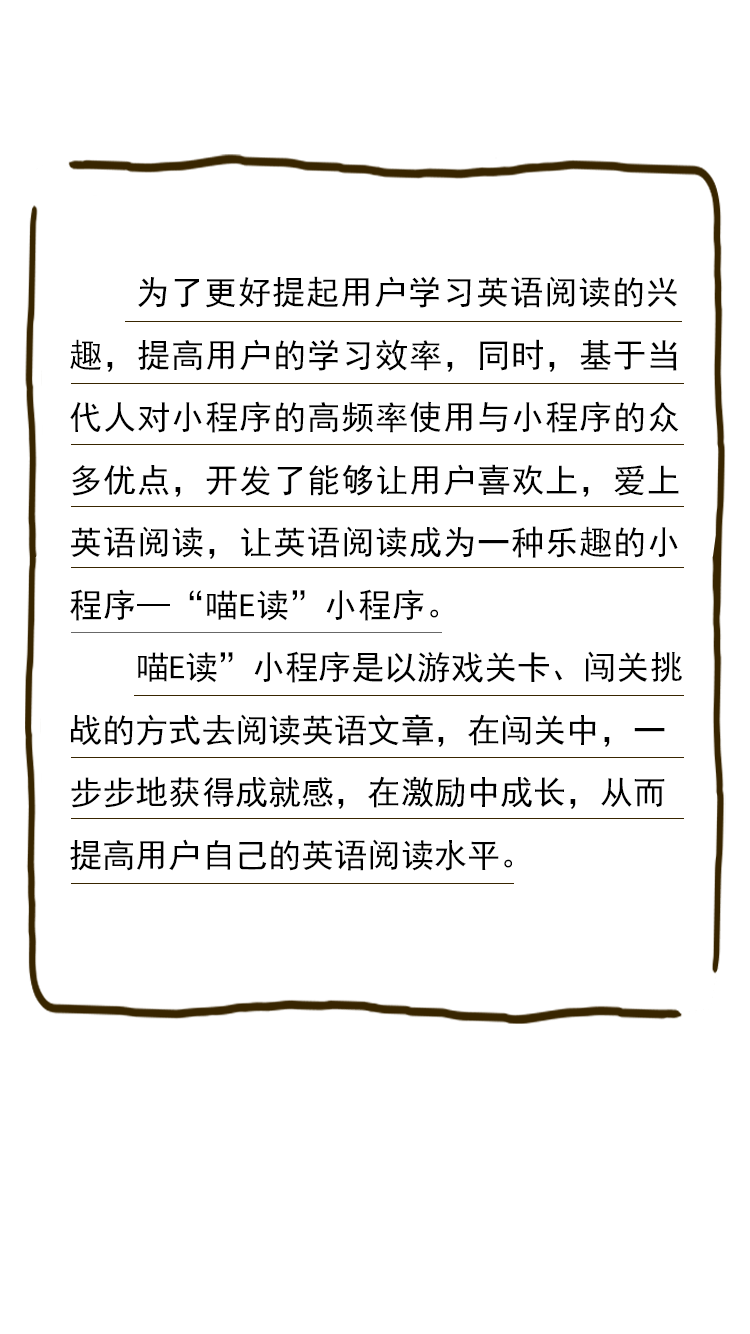 为了更好提起用户学习英语阅读的兴
趣，提高用户的学习效率，同时，基于当
代人对小程序的高频率使用与小程序的众
多优点，开发了能够让用户喜欢上，爱上
英语阅读，让英语阅读成为一种乐趣的小
程序—“喵E读”小程序。
喵E读”小程序是以游戏关卡、闯关挑
战的方式去阅读英语文章，在闯关中，一
步步地获得成就感，在激励中成长，从而
提高用户自己的英语阅读水平。